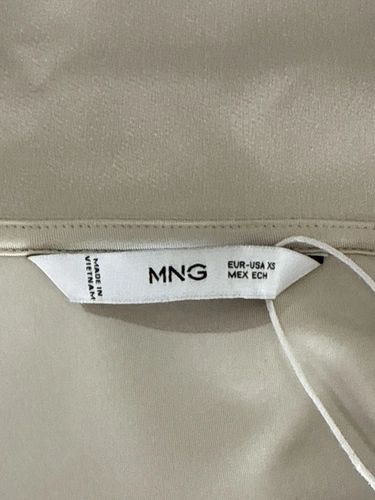 MADE IN
VIETNAM
MNG
EUR-USA XS
MEX ECH